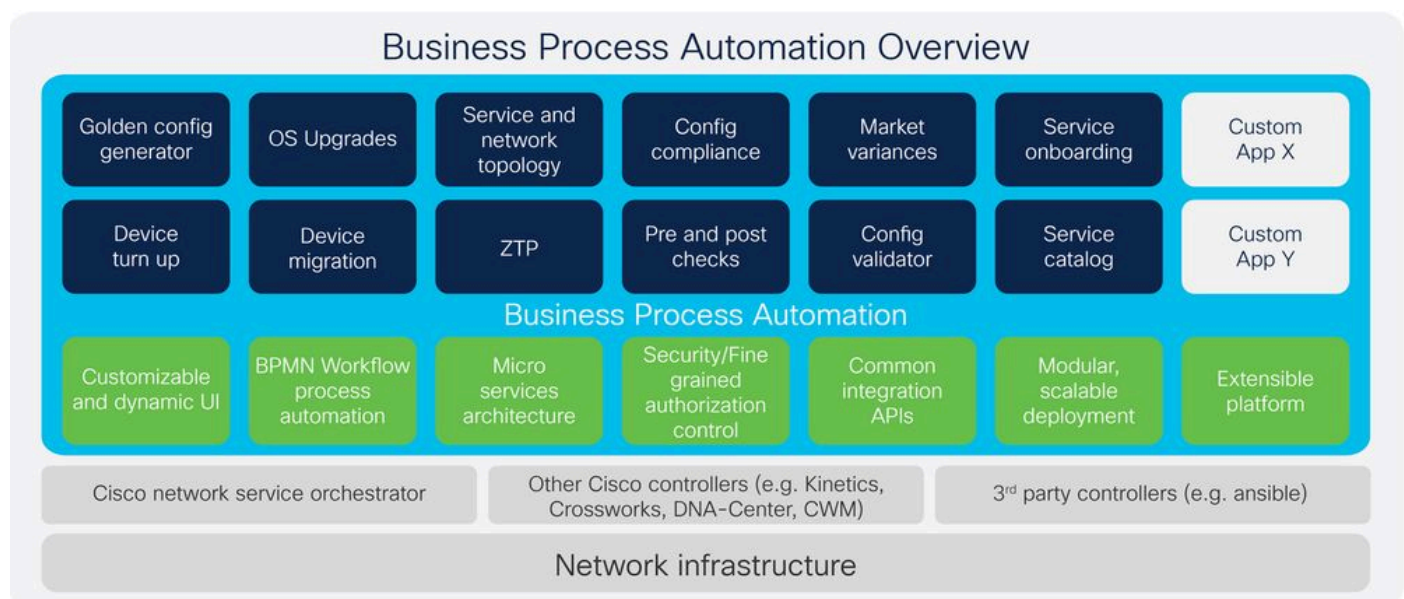 Business Process Automation Overview
Golden config
generator
OS Upgrades
Service and
network
topology
Config
compliance
Market
variances
Service
onboarding
Custom
App X
Device
turn up
Device
migration
ZTP
Pre and post
checks
Config
validator
Service
catalog
Custom
App Y
Business Process Automation
Customizable
and dynamic UI
BPMN Workflow
process
automation
Micro
services
architecture
Security/Fine
grained
authorization
control
Common
integration
APIs
Modular,
scalable
deployment
Extensible
platform
Cisco network service orchestrator
Other Cisco controllers (e.g. Kinetics,
Crossworks, DNA-Center, CWM)
3rd party controllers (e.g. ansible)
Network infrastructure